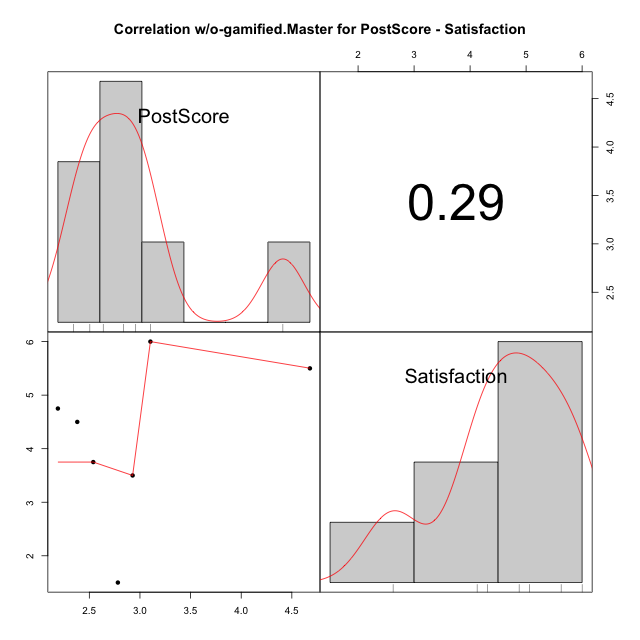 Correlation w/o-gamified.Master for PostScore - Satisfaction
2 3 4 5 6
PostScore
0.29
2.5 3.0 3.5 4.0 4.5
2 3 4 5 6
Satisfaction
2.5 3.0 3.5 4.0 4.5